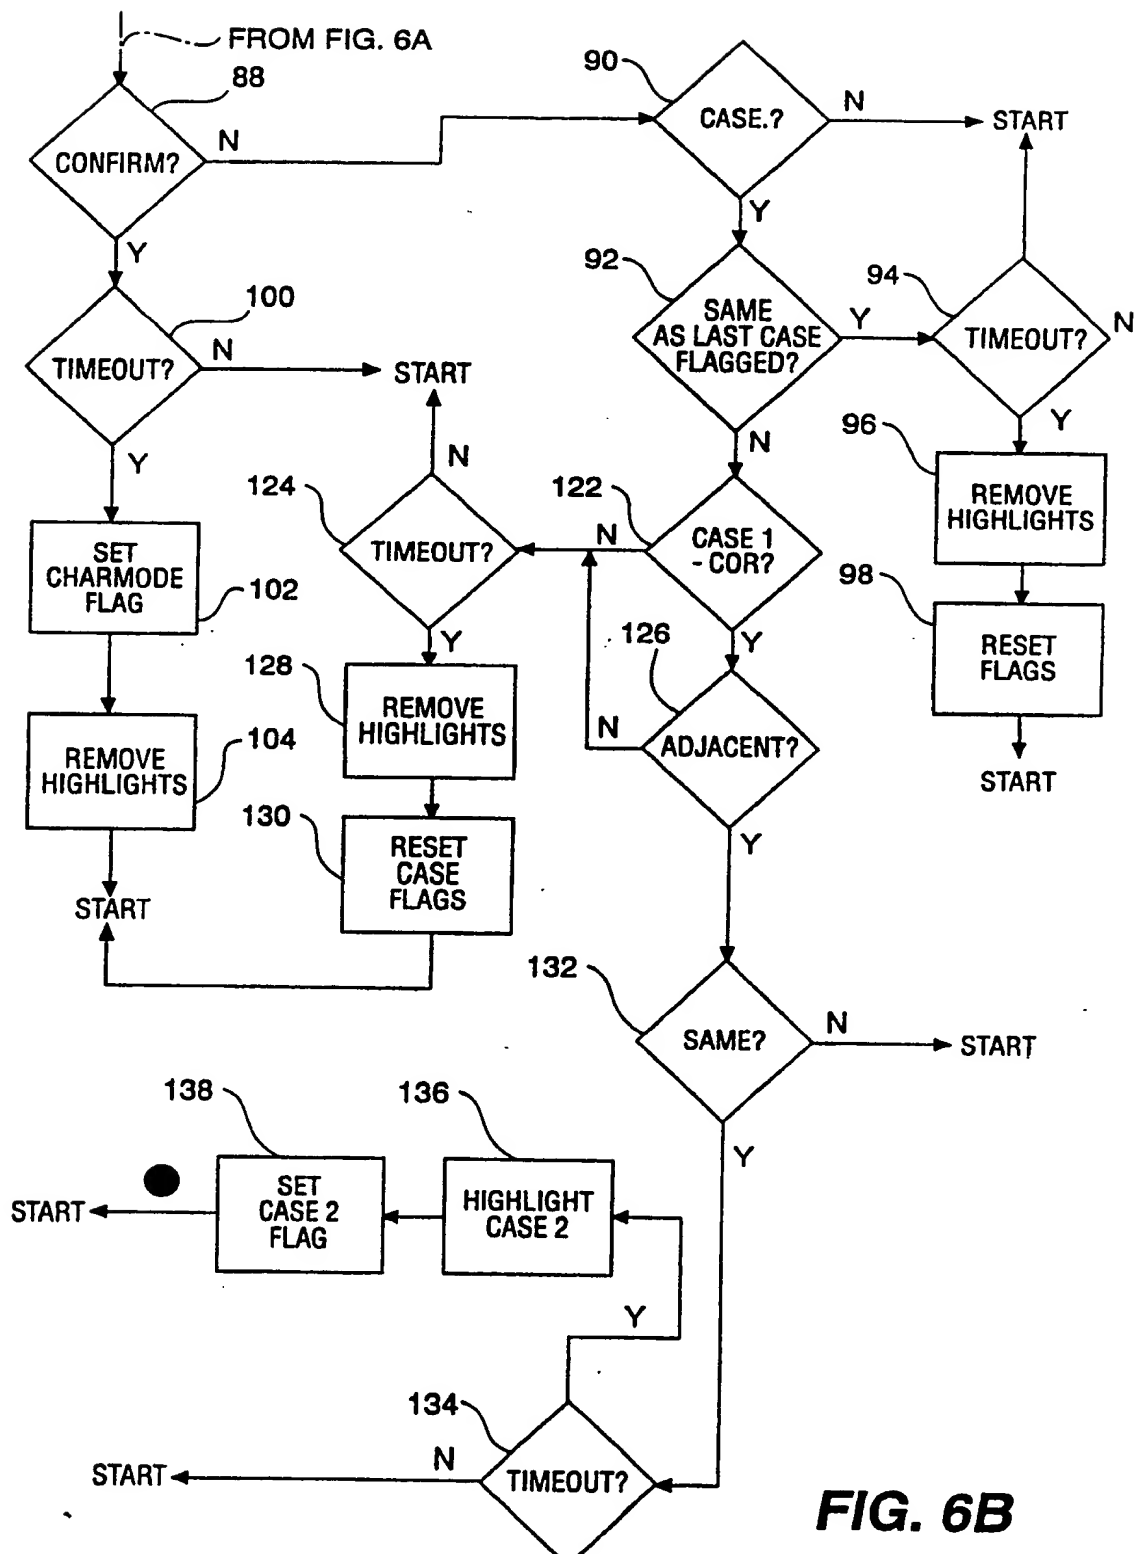 FROM FIG. 6A
88
CONFIRM?
N
Y
90
CASE.?
N
START
Y
92
SAME
AS LAST CASE
FLAGGED?
Y
N
94
TIMEOUT?
N
Y
96
REMOVE
HIGHLIGHTS
98
RESET
FLAGS
START
100
TIMEOUT?
N
START
Y
SET
CHARMODE
FLAG
102
REMOVE
HIGHLIGHTS
104
START
122
CASE 1
- COR?
N
Y
124
TIMEOUT?
N
Y
126
ADJACENT?
N
Y
128
REMOVE
HIGHLIGHTS
130
RESET
CASE
FLAGS
132
SAME?
N
START
Y
138
SET
CASE 2
FLAG
START
136
HIGHLIGHT
CASE 2
Y
134
TIMEOUT?
N
START
FIG. 6B